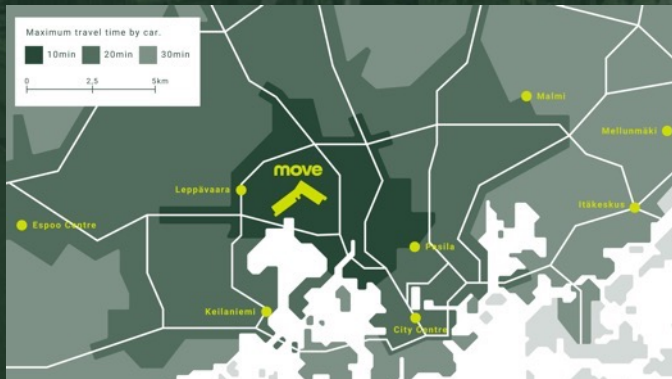 Maximum travel time by car.
10min 20min 30min
0 2,5 5km
Malmi
Mellunmäki
move
Leppävaara
Itäkeskus
Espoo Centre
Pasila
Keilaniemi
City Centre